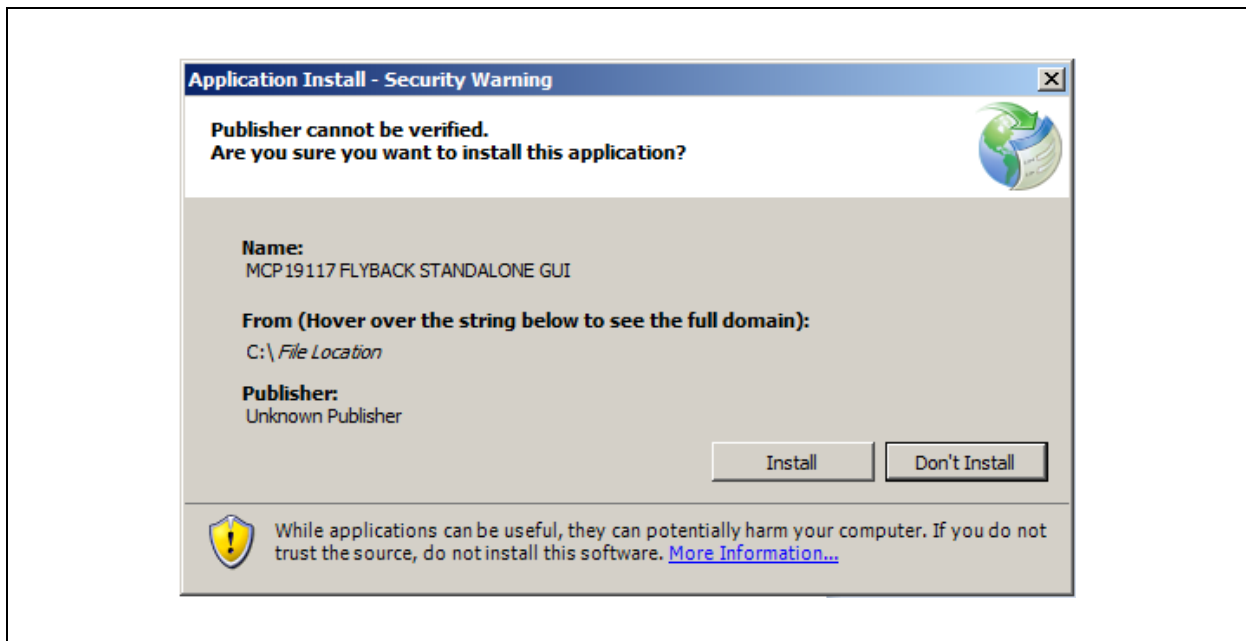 Application Install - Security Warning
Publisher cannot be verified.
Are you sure you want to install this application?
Name:
MCP19117 FLYBACK STANDALONE GUI
From (Hover over the string below to see the full domain):
C:\File Location
Publisher:
Unknown Publisher
Install
Don't Install
While applications can be useful, they can potentially harm your computer. If you do not
trust the source, do not install this software. More Information...